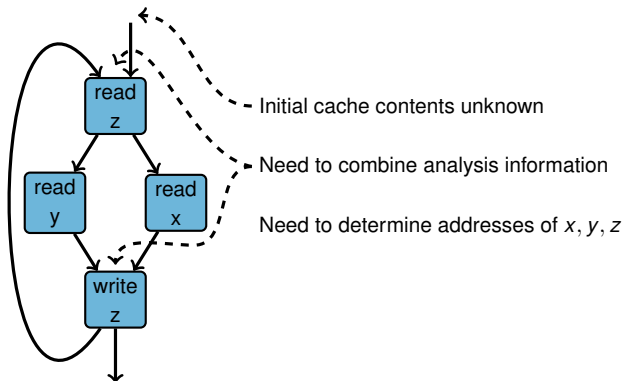 read
z
Initial cache contents unknown
Need to combine analysis information
read
y
read
x
Need to determine addresses of x, y, z
write
z